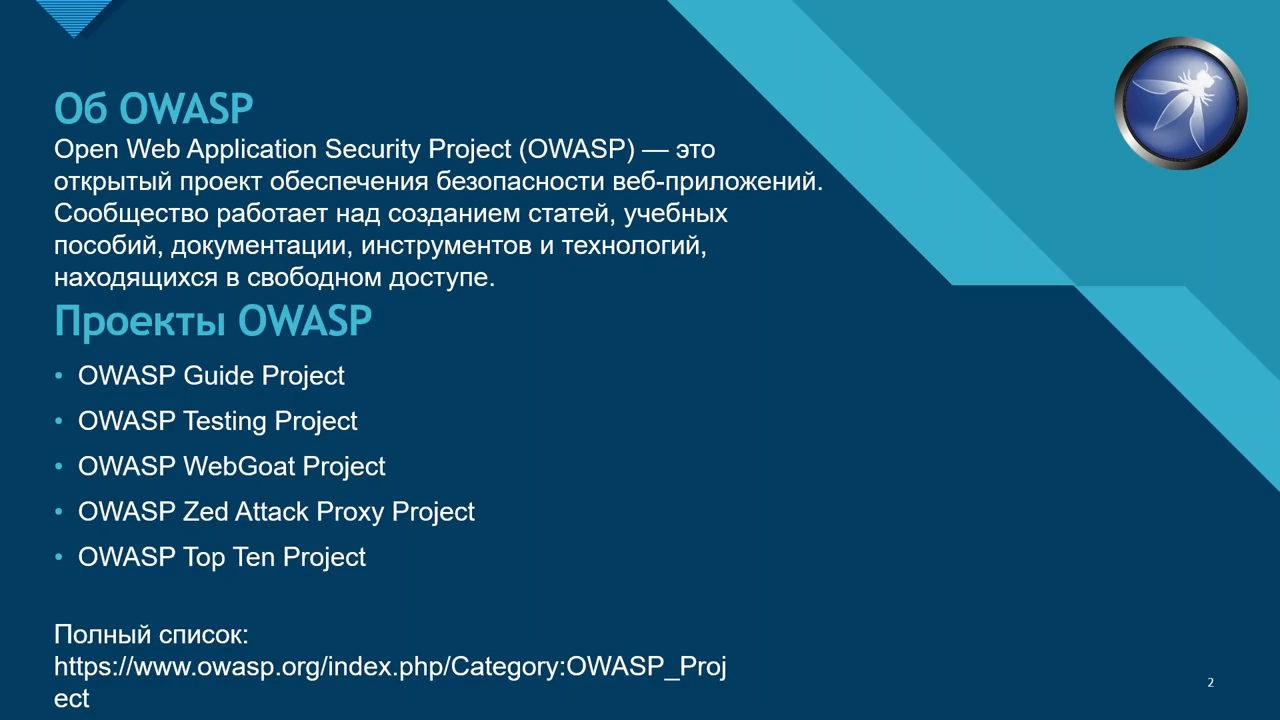 Об OWASP
Open Web Application Security Project (OWASP) — это
открытый проект обеспечения безопасности веб-приложений.
Сообщество работает над созданием статей, учебных
пособий, документации, инструментов и технологий,
находящихся в свободном доступе.
Проекты OWASP
• OWASP Guide Project
• OWASP Testing Project
• OWASP WebGoat Project
• OWASP Zed Attack Proxy Project
• OWASP Top Ten Project
Полный список:
https://www.owasp.org/index.php/Category:OWASP_Proj
ect
2